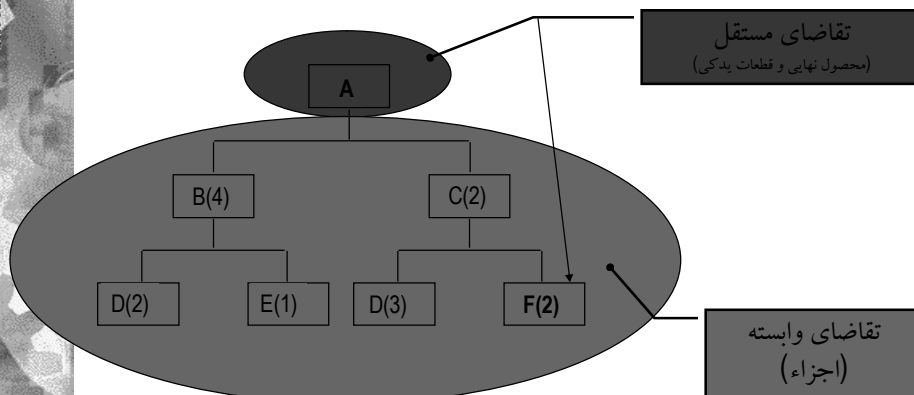 تقاضای مستقل
(محصول نهایی و قطعات یدکی)
A
B(4)
C(2)
D(2)
E(1)
D(3)
F(2)
تقاضای وابسته
(اجزاء)